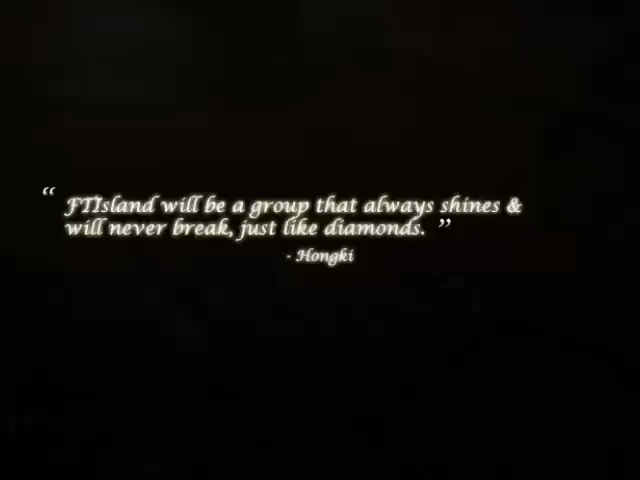 “ FTIsland will be a group that always shines &
will never break, just like diamonds. ”
- Hongki